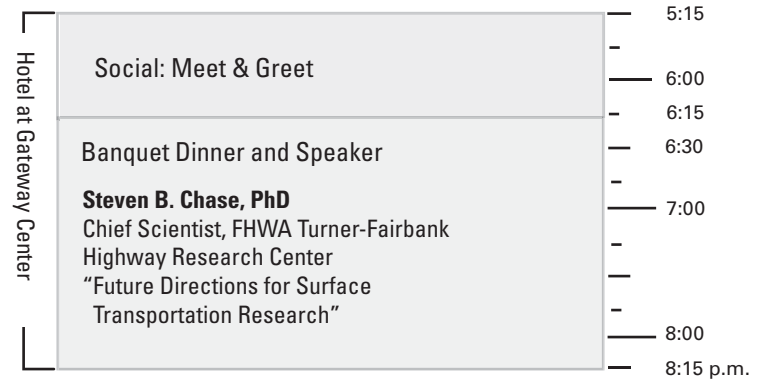 Hotel at Gateway Center
Social: Meet & Greet
Banquet Dinner and Speaker
Steven B. Chase, PhD
Chief Scientist, FHWA Turner-Fairbank
Highway Research Center
“Future Directions for Surface
Transportation Research”
5:15
6:00
6:15
6:30
7:00
8:00
8:15 p.m.